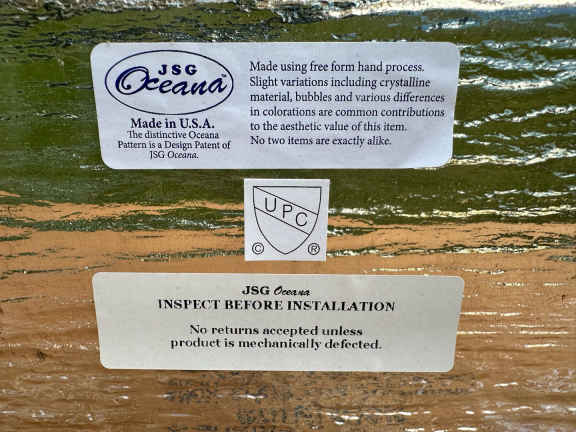 JSG
Oceana™
Made in U.S.A.
The distinctive Oceana
Pattern is a Design Patent of
JSG Oceana.
Made using free form hand process.
Slight variations including crystalline
material, bubbles and various differences
in colorations are common contributions
to the aesthetic value of this item.
No two items are exactly alike.
UPC
© ®
JSG Oceana
INSPECT BEFORE INSTALLATION
No returns accepted unless
product is mechanically defected.